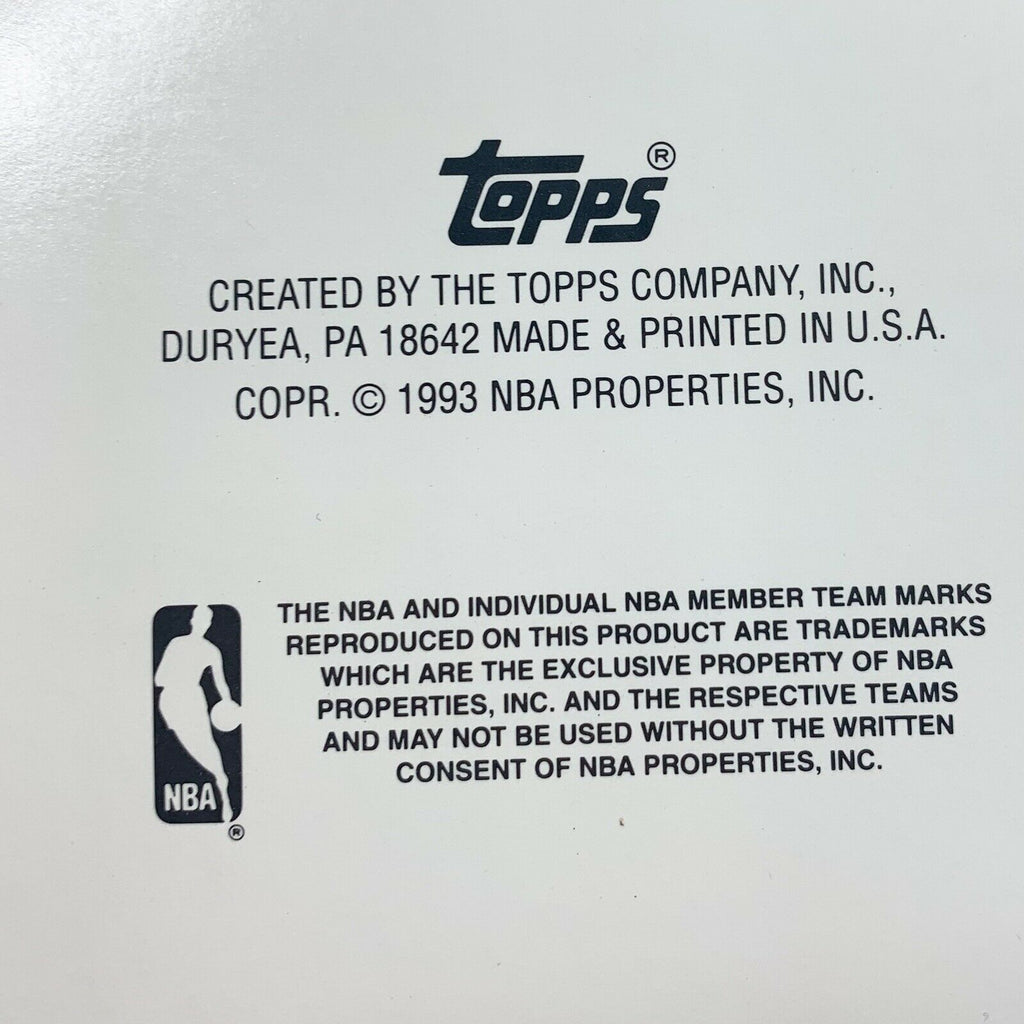 topps®
CREATED BY THE TOPPS COMPANY, INC.,
DURYEA, PA 18642 MADE & PRINTED IN U.S.A.
COPR. © 1993 NBA PROPERTIES, INC.
THE NBA AND INDIVIDUAL NBA MEMBER TEAM MARKS
REPRODUCED ON THIS PRODUCT ARE TRADEMARKS
WHICH ARE THE EXCLUSIVE PROPERTY OF NBA
PROPERTIES, INC. AND THE RESPECTIVE TEAMS
AND MAY NOT BE USED WITHOUT THE WRITTEN
CONSENT OF NBA PROPERTIES, INC.
NBA
®